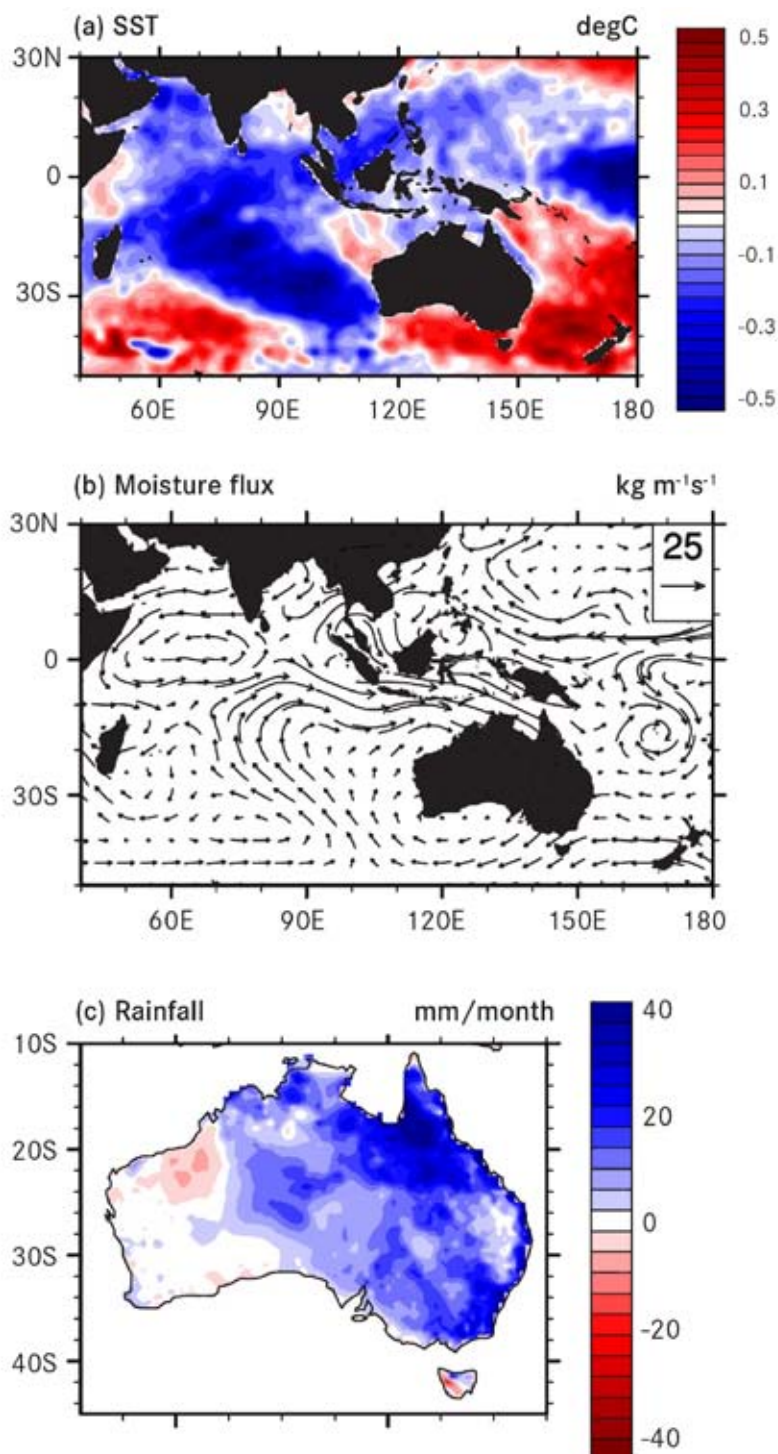 (a) SST degC
30N
0
30S
60E 90E 120E 150E 180
0.5
0.3
0.1
-0.1
-0.3
-0.5
(b) Moisture flux kg m⁻¹s⁻¹
30N
0
30S
25
60E 90E 120E 150E 180
(c) Rainfall mm/month
10S
20S
30S
40S
40
20
0
-20
-40